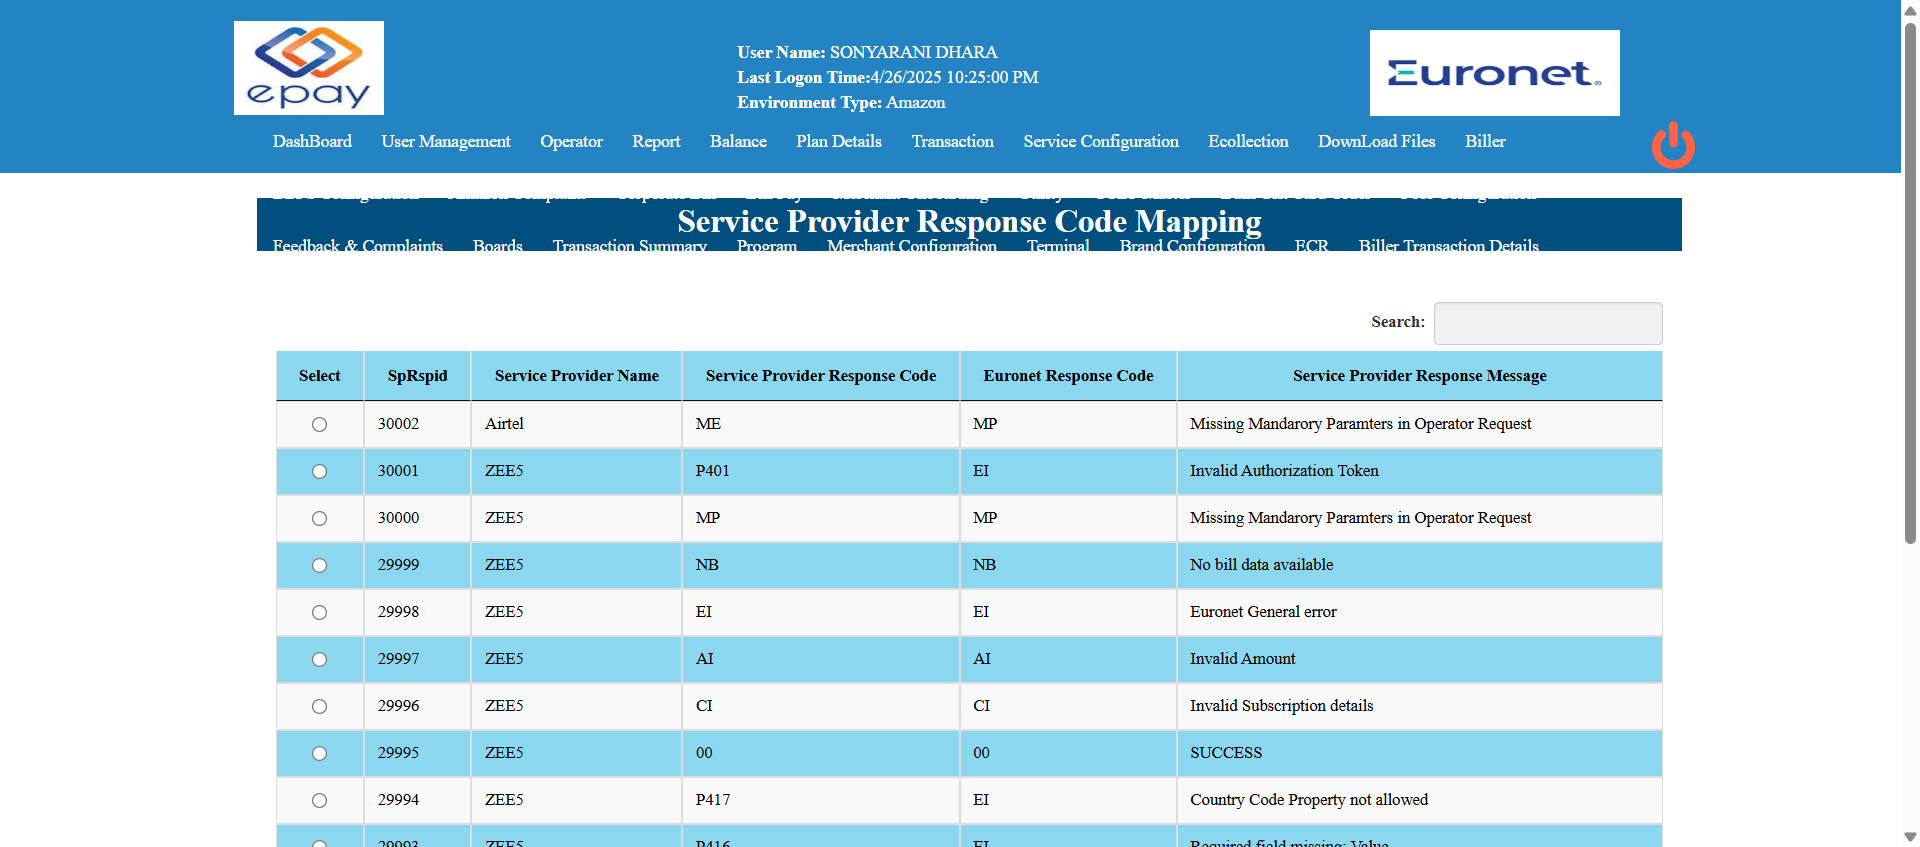 epay
User Name: SONYARANI DHARA
Last Logon Time:4/26/2025 10:25:00 PM
Environment Type: Amazon
Euronet
DashBoard User Management Operator Report Balance Plan Details Transaction Service Configuration Ecollection DownLoad Files Biller
Service Provider Response Code Mapping
Feedback & Complaints Boards Transaction Summary Program Merchant Configuration Terminal Brand Configuration ECR Biller Transaction Details
Search:
Select SpRspid Service Provider Name Service Provider Response Code Euronet Response Code Service Provider Response Message
30002 Airtel ME MP Missing Mandarory Paramters in Operator Request
30001 ZEE5 P401 EI Invalid Authorization Token
30000 ZEE5 MP MP Missing Mandarory Paramters in Operator Request
29999 ZEE5 NB NB No bill data available
29998 ZEE5 EI EI Euronet General error
29997 ZEE5 AI AI Invalid Amount
29996 ZEE5 CI CI Invalid Subscription details
29995 ZEE5 00 00 SUCCESS
29994 ZEE5 P417 EI Country Code Property not allowed
29993 ZEE5 P416 EI Required field missing: Value